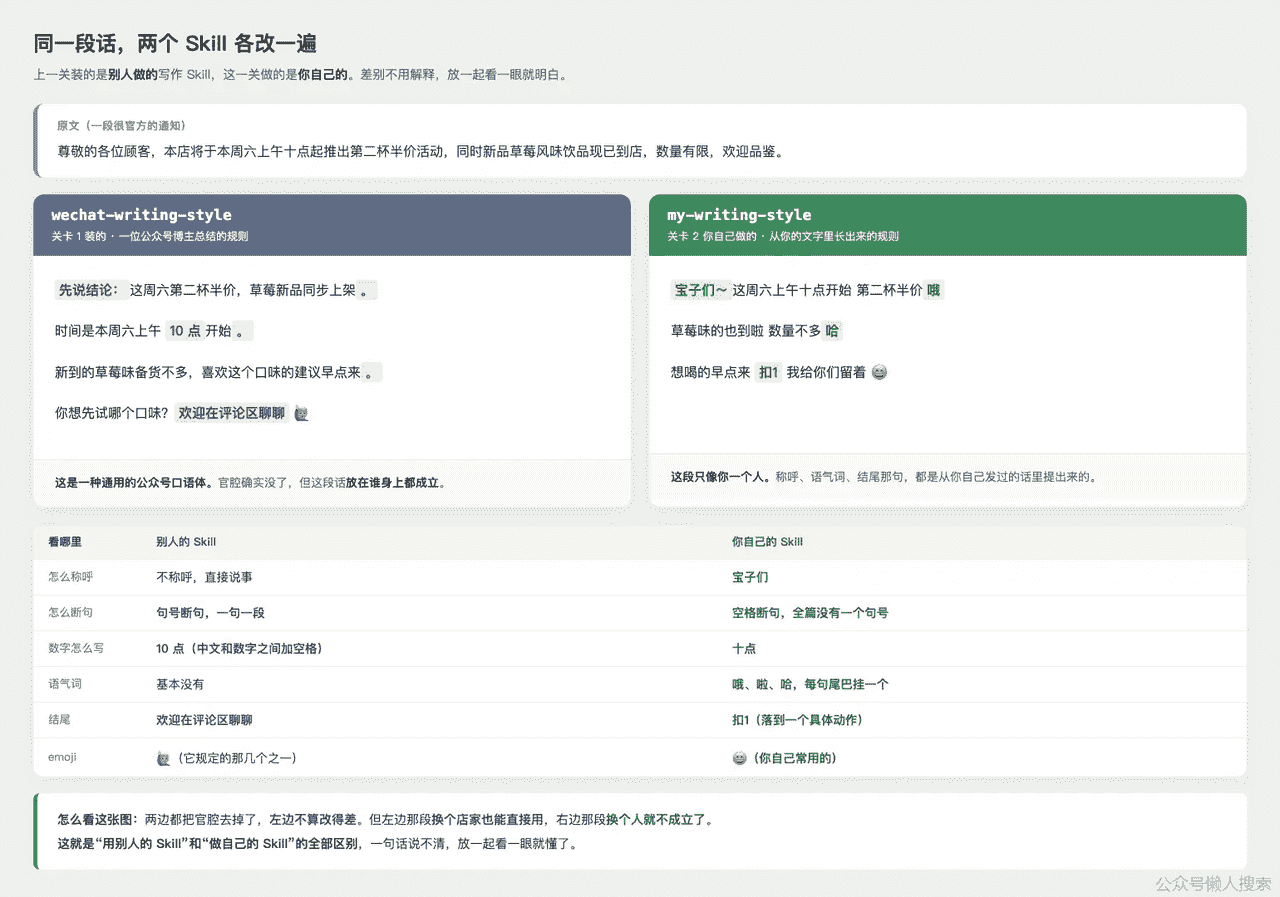 同一段话，两个 Skill 各改一遍
上一关装的是别人做的写作 Skill，这一关做的是你自己的。差别不用解释，放一起看一眼就明白。
原文（一段很官方的通知）
尊敬的各位顾客，本店将于本周六上午十点起推出第二杯半价活动，同时新品草莓风味饮品现已到店，数量有限，欢迎品鉴。
wechat-writing-style
关卡 1 装的 · 一位公众号博主总结的规则
先说结论： 这周六第二杯半价，草莓新品同步上架 。
时间是本周六上午 10 点 开始 。
新到的草莓味备货不多，喜欢这个口味的建议早点来 。
你想先试哪个口味？ 欢迎在评论区聊聊
这是一种通用的公众号口语体。官腔确实没了，但这段话放在谁身上都成立。
my-writing-style
关卡 2 你自己做的 · 从你的文字里长出来的规则
宝子们～ 这周六上午十点开始 第二杯半价 哦
草莓味的也到啦 数量不多 哈
想喝的早点来 扣1 我给你们留着 😄
这段只像你一个人。称呼、语气词、结尾那句，都是从你自己发过的话里提出来的。
看哪里 别人的 Skill 你自己的 Skill
怎么称呼 不称呼，直接说事 宝子们
怎么断句 句号断句，一句一段 空格断句，全篇没有一个句号
数字怎么写 10 点（中文和数字之间加空格） 十点
语气词 基本没有 哦、啦、哈，每句尾巴挂一个
结尾 欢迎在评论区聊聊 扣1（落到一个具体动作）
emoji （它规定的那几个之一） 😄（你自己常用的）
怎么看这张图：两边都把官腔去掉了，左边不算改得差。但左边那段换个店家也能直接用，右边那段换个人就不成立了。
这就是“用别人的 Skill”和“做自己的 Skill”的全部区别，一句话说不清，放一起看一眼就懂了。
公众号懒人搜索